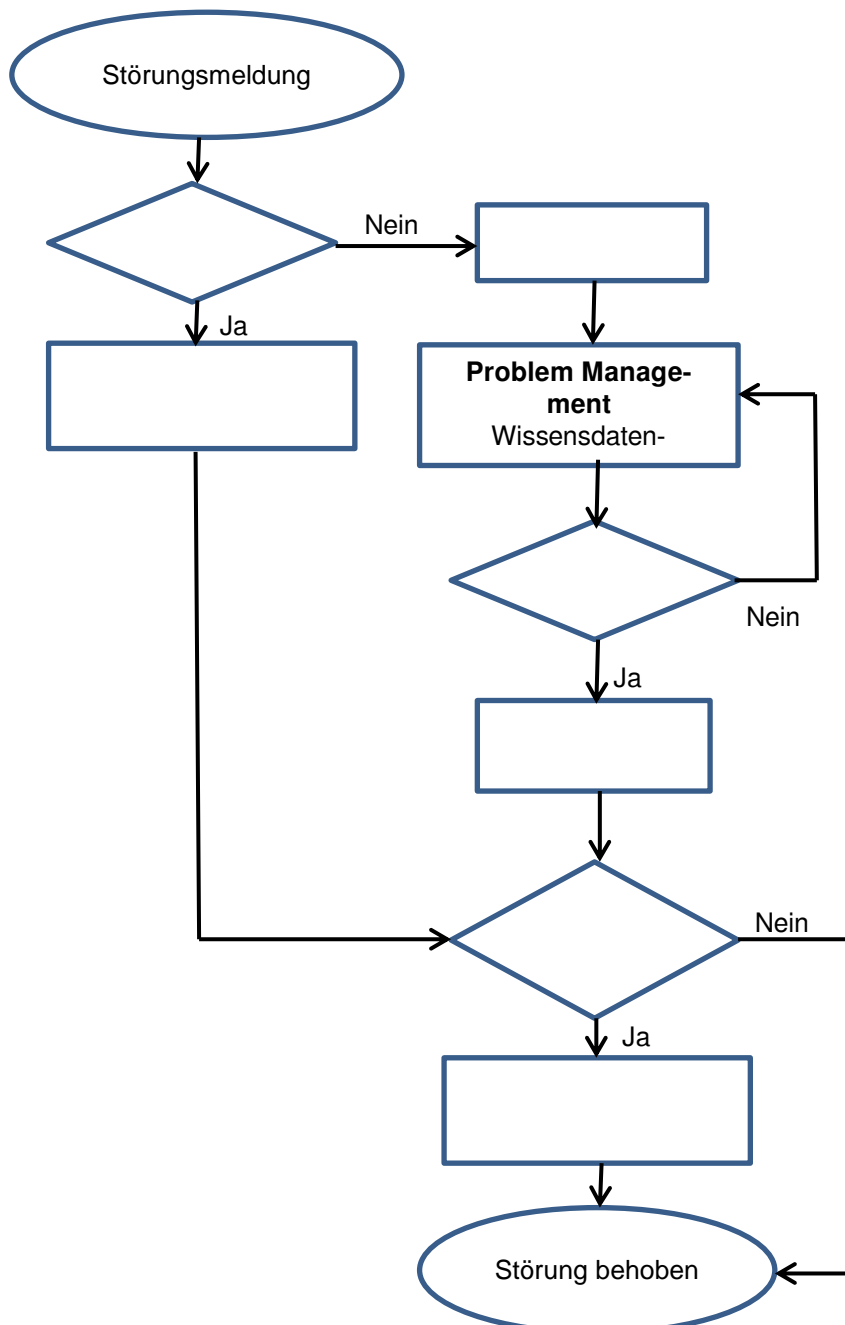 Störungsmeldung
Nein
Ja
Problem Manage-
ment
Wissensdaten-
Nein
Ja
Nein
Ja
Störung behoben